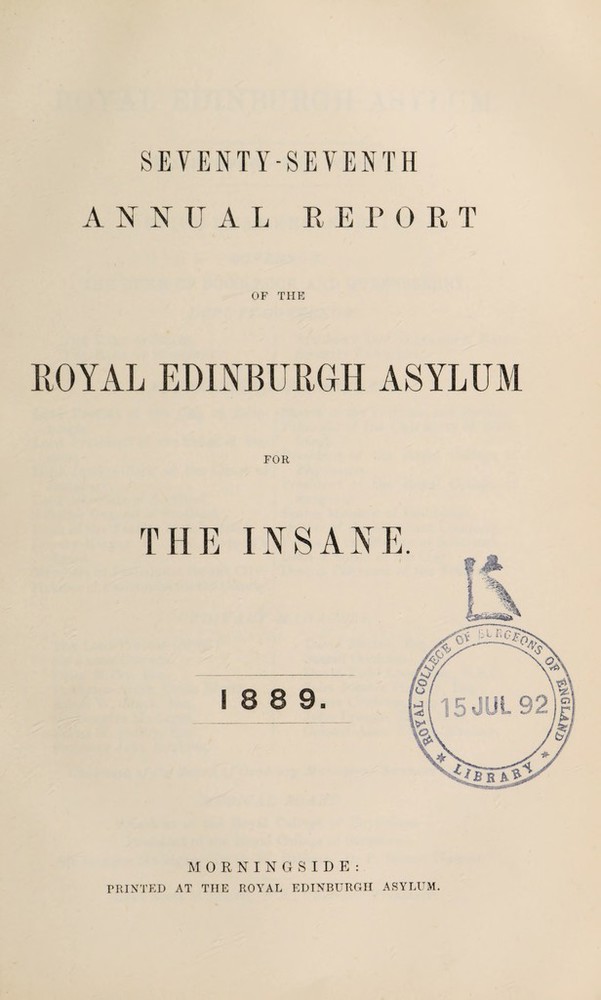 SEVENTY-SEVENTH
ANNUAL REPORT
OF THE
ROYAL EDINBURGH ASYLUM
FOR
THE INSANE.
1889.
ROYAL COLLEGE OF SURGEONS OF ENGLAND
15 JUL 92
* LIBRARY *
MORNINGSIDE:
PRINTED AT THE ROYAL EDINBURGH ASYLUM.